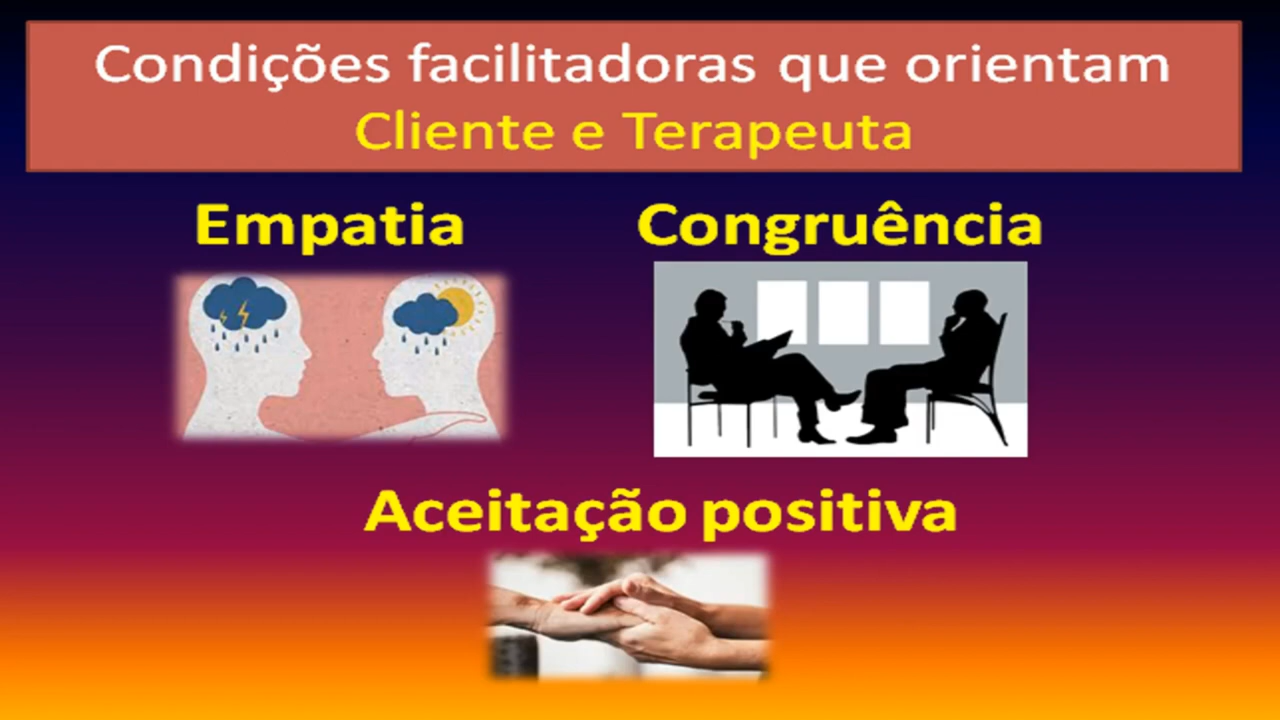 Condições facilitadoras que orientam
Cliente e Terapeuta
Empatia
Congruência
Aceitação positiva